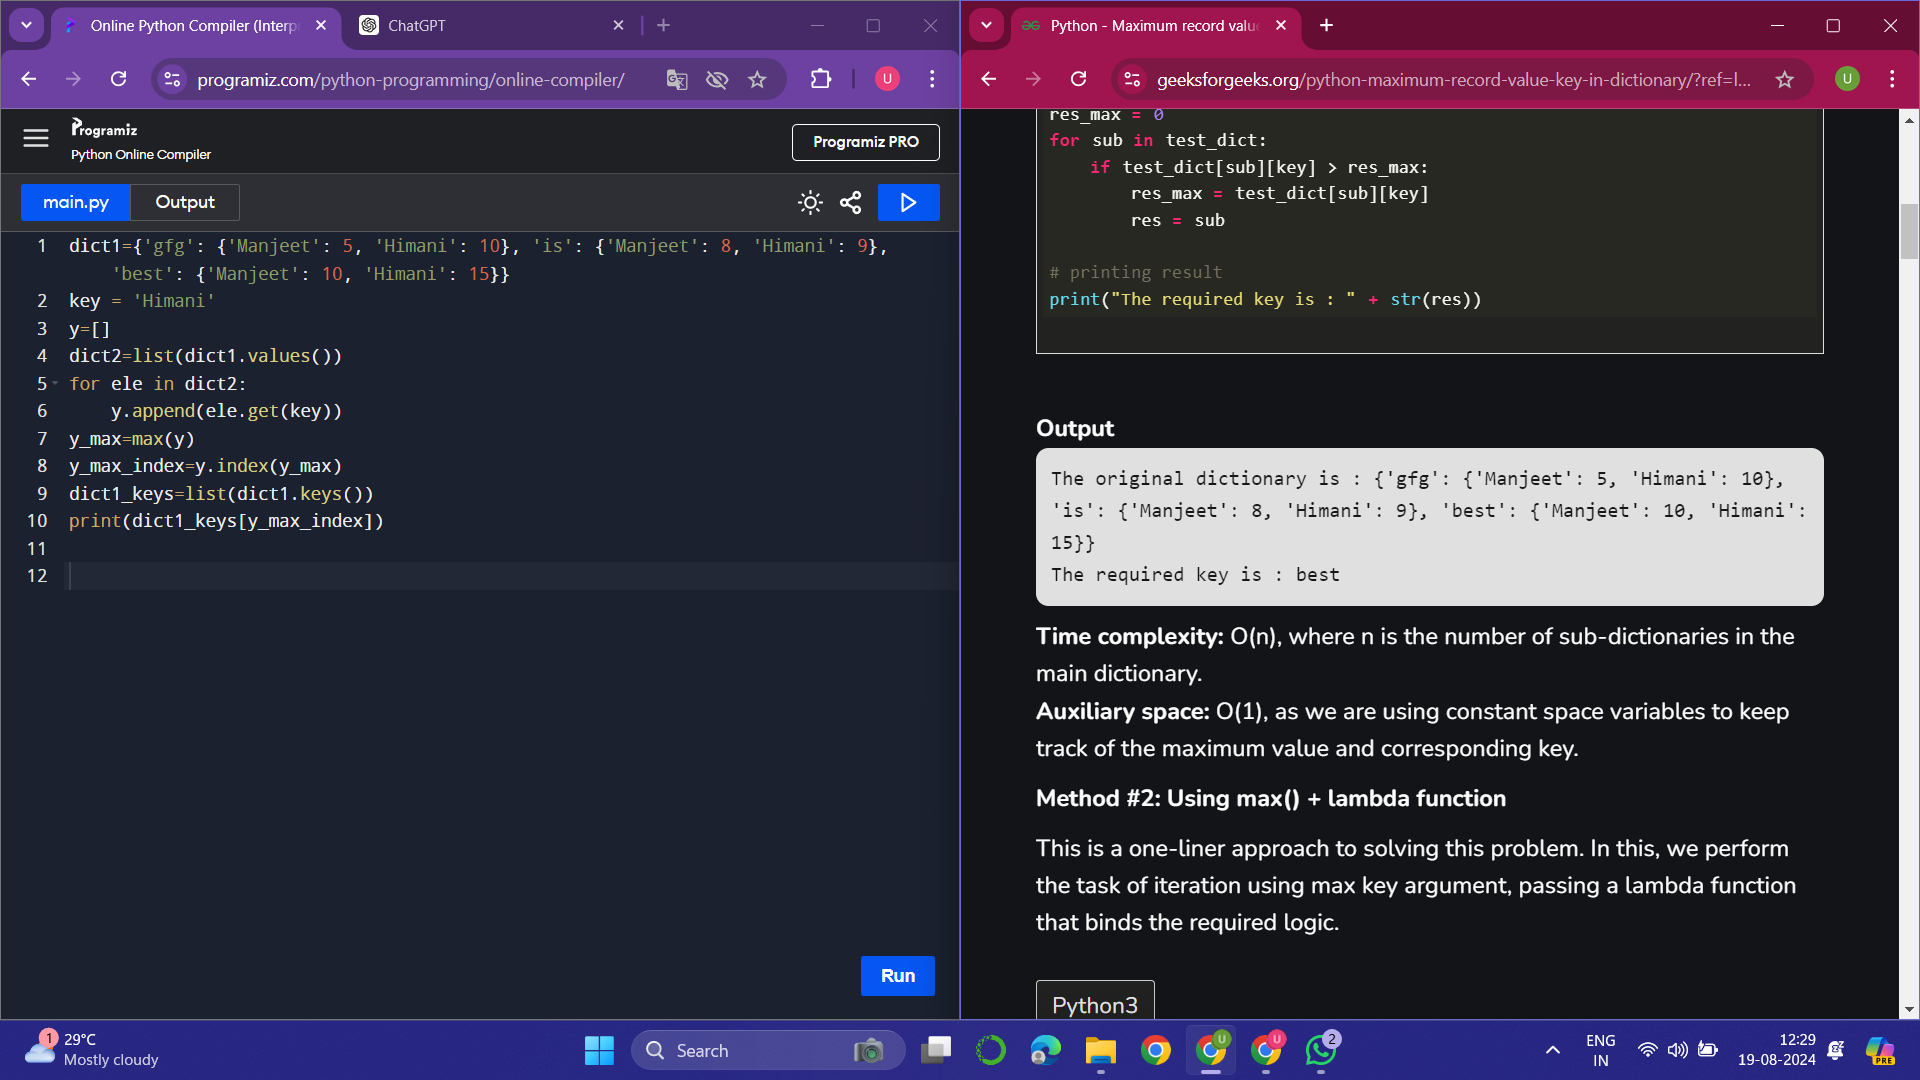 Online Python Compiler (Interp
ChatGPT
programiz.com/python-programming/online-compiler/
U
Programiz
Python Online Compiler
Programiz PRO
main.py
Output
1 dict1={'gfg': {'Manjeet': 5, 'Himani': 10}, 'is': {'Manjeet': 8, 'Himani': 9},
'best': {'Manjeet': 10, 'Himani': 15}}
2 key = 'Himani'
3 y=[]
4 dict2=list(dict1.values())
5 for ele in dict2:
6 y.append(ele.get(key))
7 y_max=max(y)
8 y_max_index=y.index(y_max)
9 dict1_keys=list(dict1.keys())
10 print(dict1_keys[y_max_index])
11
12
Run
Python - Maximum record valu
geeksforgeeks.org/python-maximum-record-value-key-in-dictionary/?ref=l...
U
res_max = 0
for sub in test_dict:
if test_dict[sub][key] > res_max:
res_max = test_dict[sub][key]
res = sub
# printing result
print("The required key is : " + str(res))
Output
The original dictionary is : {'gfg': {'Manjeet': 5, 'Himani': 10},
'is': {'Manjeet': 8, 'Himani': 9}, 'best': {'Manjeet': 10, 'Himani':
15}}
The required key is : best
Time complexity: O(n), where n is the number of sub-dictionaries in the
main dictionary.
Auxiliary space: O(1), as we are using constant space variables to keep
track of the maximum value and corresponding key.
Method #2: Using max() + lambda function
This is a one-liner approach to solving this problem. In this, we perform
the task of iteration using max key argument, passing a lambda function
that binds the required logic.
Python3
1
29°C
Mostly cloudy
Search
U
U
2
ENG
IN
12:29
19-08-2024
PRE